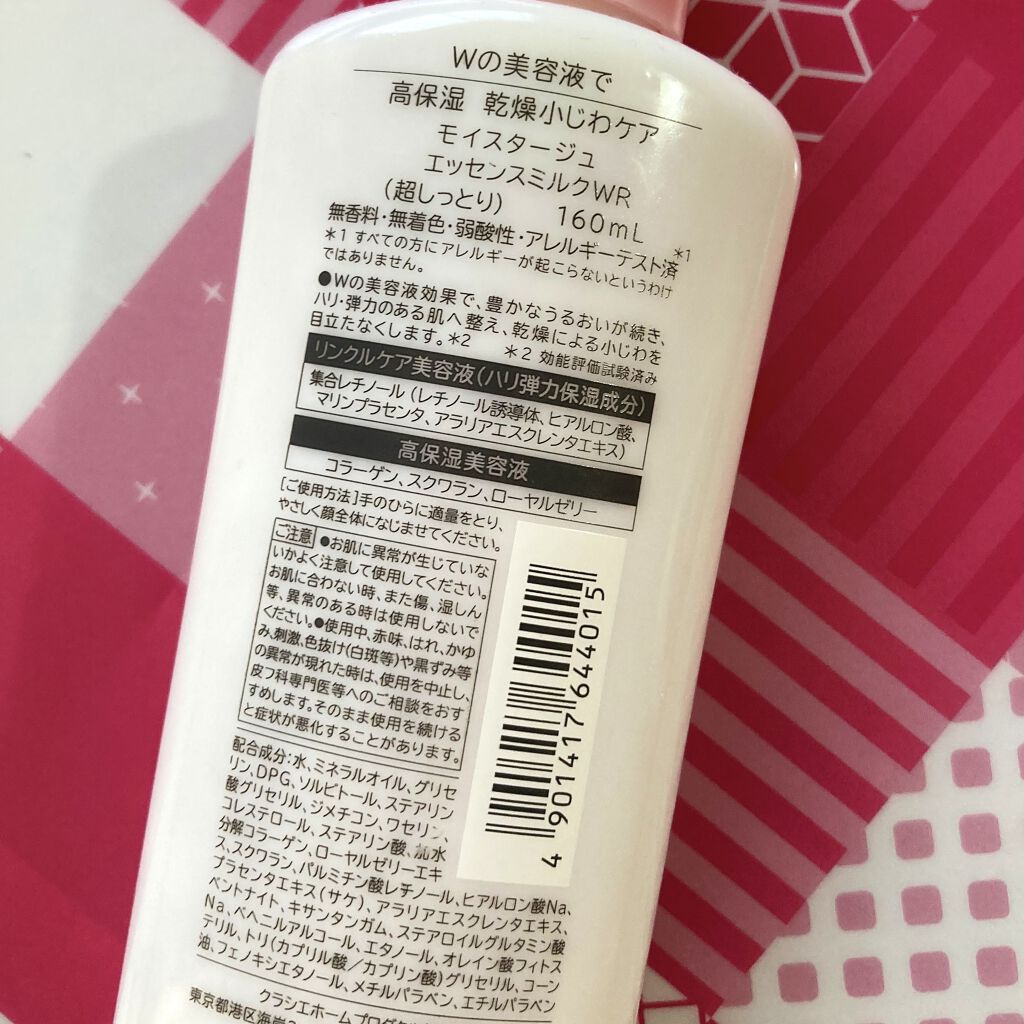 Wの美容液で
高保湿 乾燥小じわケア
モイスタージュ
エッセンスミルクWR
(超しっとり) 160mL
無香料・無着色・弱酸性・アレルギーテスト済*1
*1 すべての方にアレルギーが起こらないというわけ
ではありません。
●Wの美容液効果で、豊かなうるおいが続き、
ハリ・弾力のある肌へ整え、乾燥による小じわを
目立たなくします。*2 *2 効能評価試験済み
リンクルケア美容液(ハリ弾力保湿成分)
集合レチノール(レチノール誘導体、ヒアルロン酸、
マリンプラセンタ、アラリアエスクレンタエキス)
高保湿美容液
コラーゲン、スクワラン、ローヤルゼリー
[ご使用方法]手のひらに適量をとり、
やさしく顔全体になじませてください。
ご注意 ●お肌に異常が生じていな
いかよく注意して使用してください。
お肌に合わない時、また傷、湿しん
等、異常のある時は使用しないで
ください。●使用中、赤味、はれ、かゆ
み、刺激、色抜け(白斑等)や黒ずみ等
の異常が現れた時は、使用を中止し、
皮フ科専門医等へのご相談をおす
すめします。そのまま使用を続ける
と症状が悪化することがあります。
配合成分:水、ミネラルオイル、グリセ
リン、DPG、ソルビトール、ステアリン
酸グリセリル、ジメチコン、ワセリン、
コレステロール、ステアリン酸、加水
分解コラーゲン、ローヤルゼリーエキ
ス、スクワラン、パルミチン酸レチノール、ヒアルロン酸Na、
プラセンタエキス(サケ)、アラリアエスクレンタエキス、
ベントナイト、キサンタンガム、ステアロイルグルタミン酸
Na、ベヘニルアルコール、エタノール、オレイン酸フィトス
テリル、トリ(カプリル酸/カプリン酸)グリセリル、コーン
油、フェノキシエタノール、メチルパラベン、エチルパラベン
クラシエホームプロダクツ
東京都港区海岸
4 901417 644015